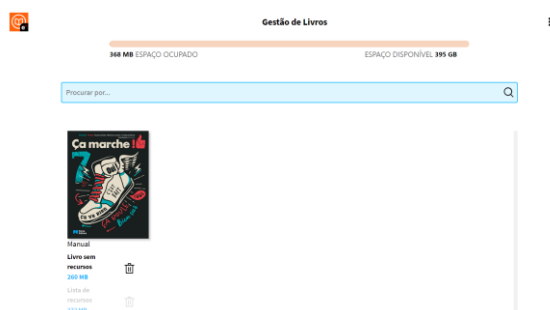 Gestão de Livros
368 MB ESPAÇO OCUPADO
ESPAÇO DISPONÍVEL 395 GB
Procurar por...
Ça marche !
7
Manual
Livro sem
recursos
260 MB
Lista de
recursos